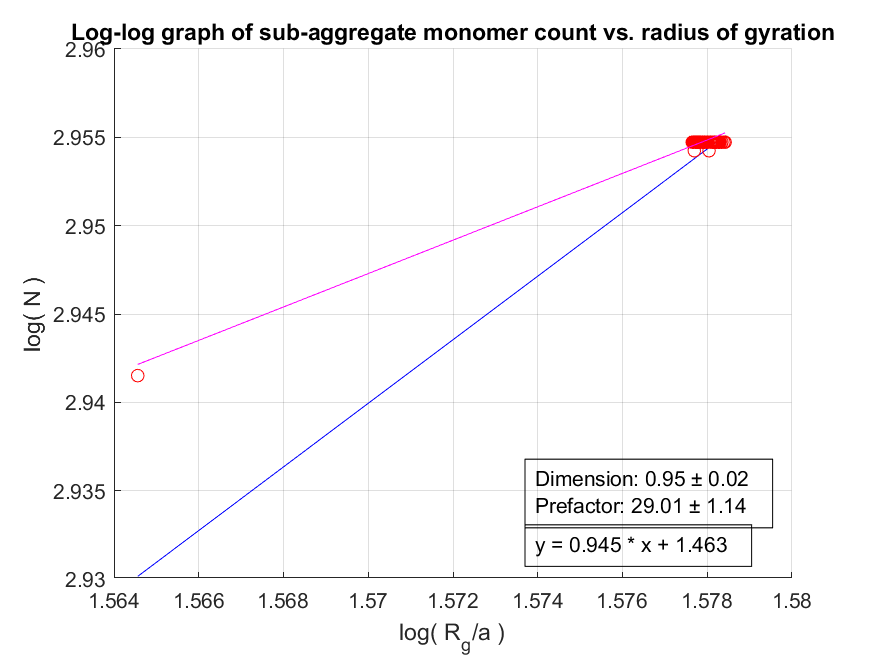 Log-log graph of sub-aggregate monomer count vs. radius of gyration
2.96
2.955
2.95
2.945
2.94
2.935
2.93
log( N )
Dimension: 0.95 ± 0.02
Prefactor: 29.01 ± 1.14
y = 0.945 * x + 1.463
1.564 1.566 1.568 1.57 1.572 1.574 1.576 1.578 1.58
log( R_g/a )